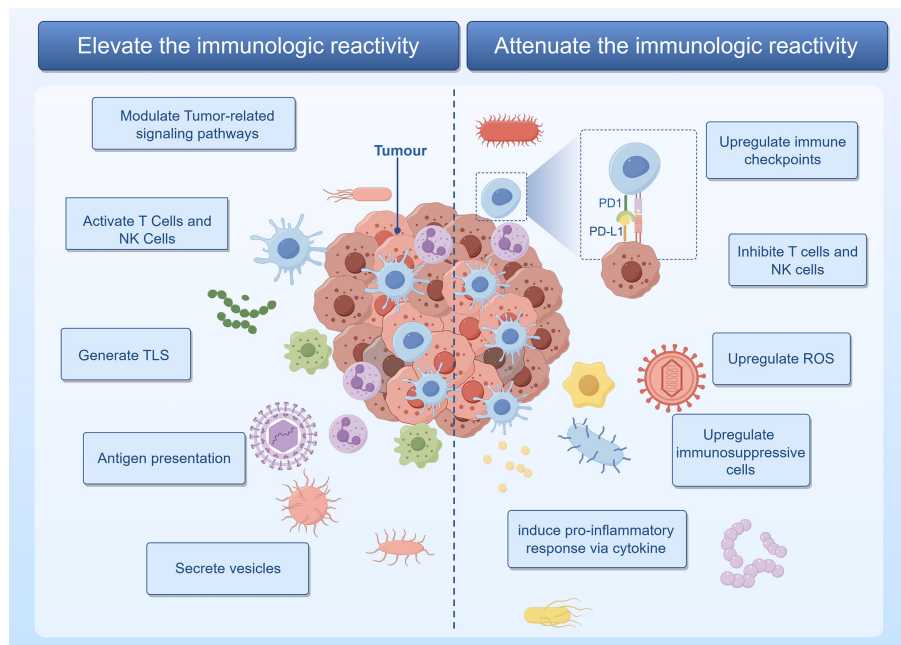 Elevate the immunologic reactivity
Attenuate the immunologic reactivity
Modulate Tumor-related
signaling pathways
Tumour
Activate T Cells and
NK Cells
Generate TLS
Antigen presentation
Secrete vesicles
PD1
PD-L1
Upregulate immune
checkpoints
Inhibite T cells and
NK cells
Upregulate ROS
Upregulate
immunosuppressive
cells
induce pro-inflammatory
response via cytokine